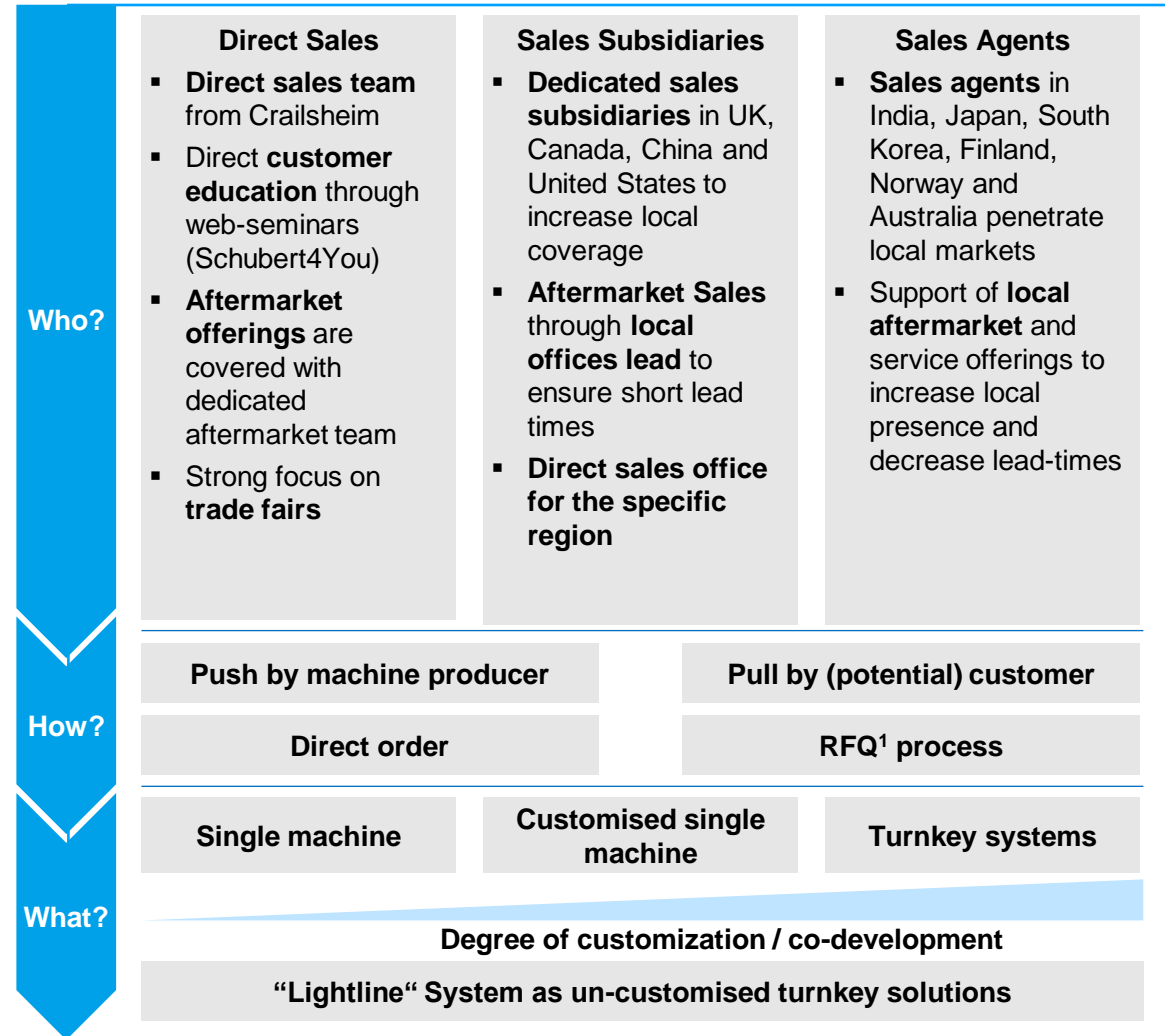 Who?
Direct Sales
▪ Direct sales team
from Crailsheim
▪ Direct customer
education through
web-seminars
(Schubert4You)
▪ Aftermarket
offerings are
covered with
dedicated
aftermarket team
▪ Strong focus on
trade fairs
Sales Subsidiaries
▪ Dedicated sales
subsidiaries in UK,
Canada, China and
United States to
increase local
coverage
▪ Aftermarket Sales
through local
offices lead to
ensure short lead
times
▪ Direct sales office
for the specific
region
Sales Agents
▪ Sales agents in
India, Japan, South
Korea, Finland,
Norway and
Australia penetrate
local markets
▪ Support of local
aftermarket and
service offerings to
increase local
presence and
decrease lead-times
How?
Push by machine producer
Pull by (potential) customer
Direct order
RFQ¹ process
What?
Single machine
Customised single
machine
Turnkey systems
Degree of customization / co-development
“Lightline“ System as un-customised turnkey solutions